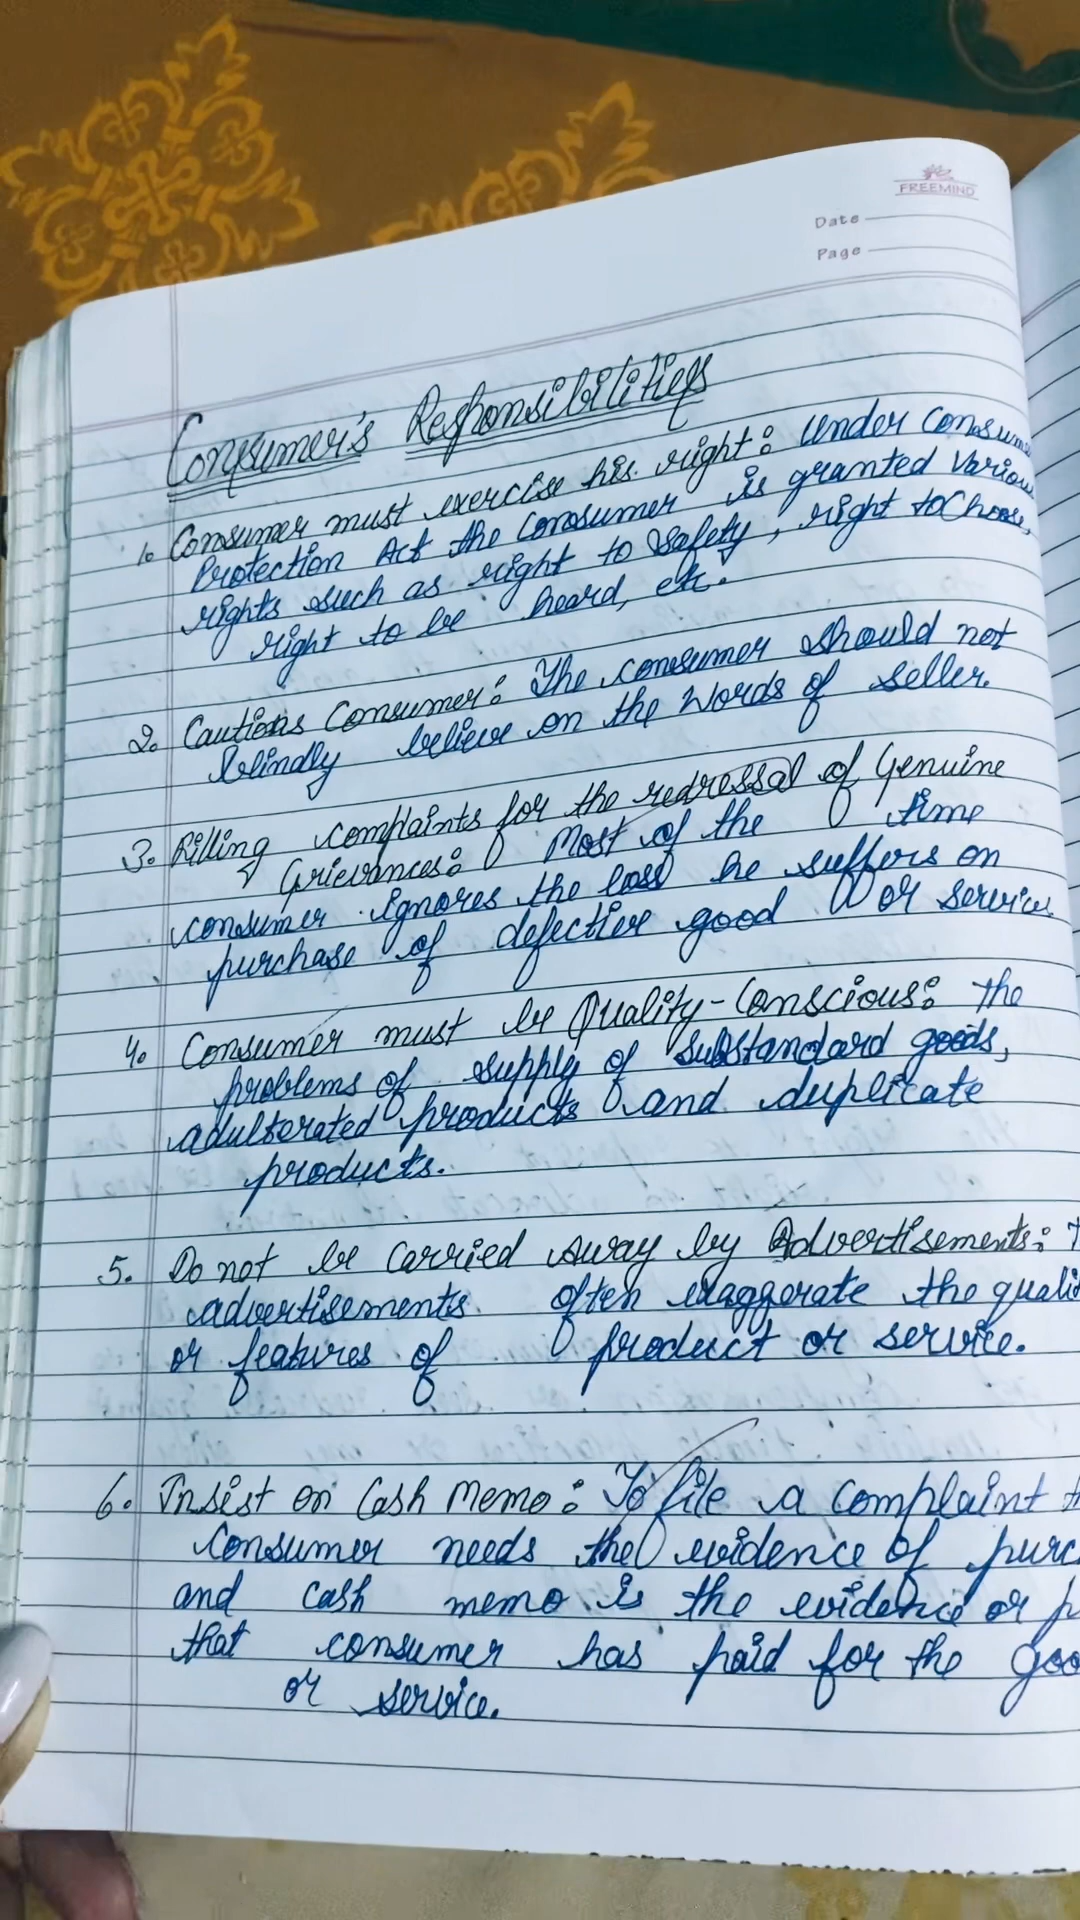 FREEMIND
Date
Page
Consumer's Responsibilities
1. Consumer must exercise his right: Under Consume
Protection Act the consumer is granted variou
rights such as right to safety, right to choose,
right to be heard, etc.
2. Cautions Consumer: The consumer should not
blindly believe on the words of seller.
3. Filling complaints for the redressal of Genuine
Grievances: Most of the time
consumer ignores the loss he suffers on
purchase of defective good or service
4. Consumer must be Quality-Conscious: The
problems of supply of substandard goods,
adulterated products and duplicate
products.
5. Do not be carried away by Advertisements: T
advertisements often exaggerate the qualit
or features of product or service.
6. Insist on Cash Memo: To file a complaint th
consumer needs the evidence of purc
and cash memo is the evidence or p
that consumer has paid for the goo
or service.